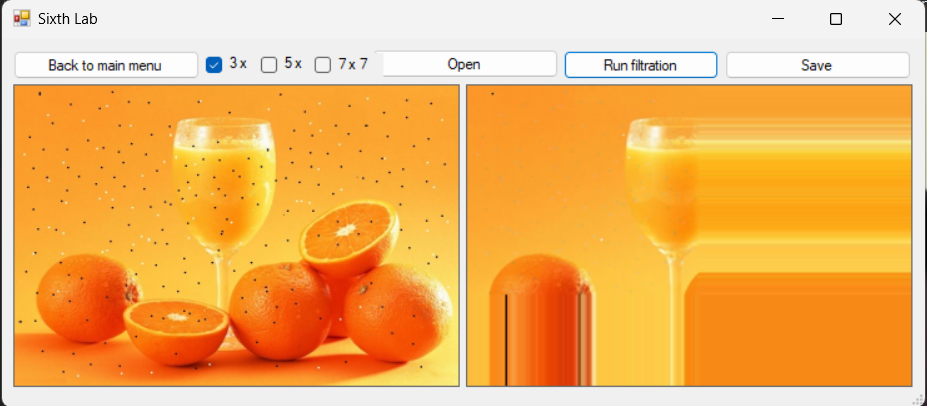 Sixth Lab
Back to main menu 3 x 5 x 7 x 7 Open Run filtration Save